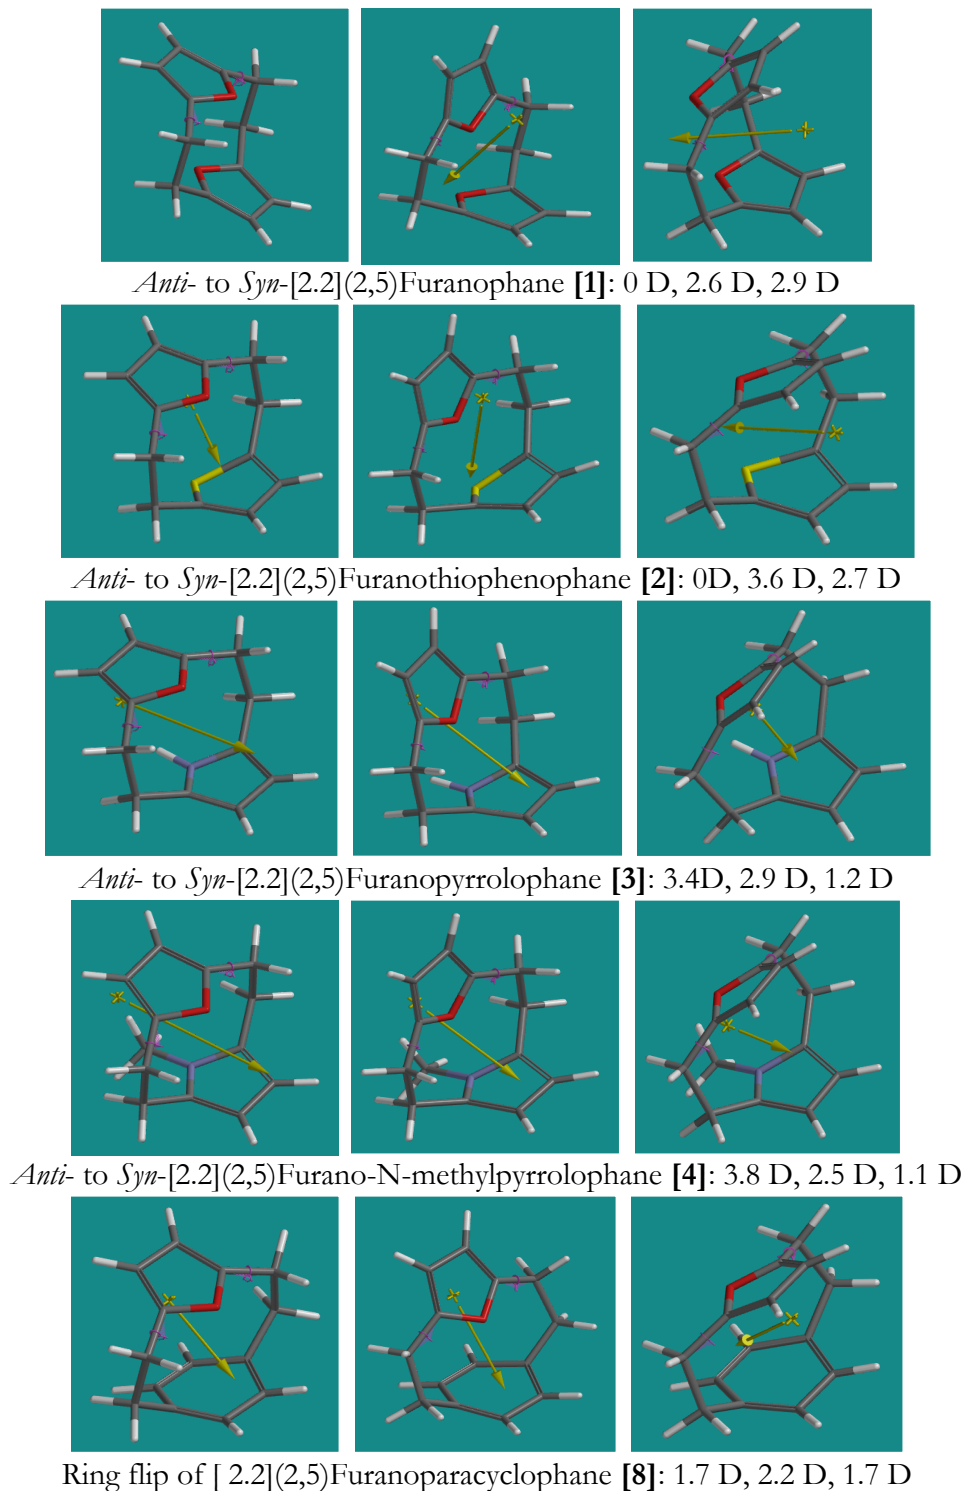 Anti- to Syn-[2.2](2,5)Furanophane [1]: 0 D, 2.6 D, 2.9 D
Anti- to Syn-[2.2](2,5)Furanothiophenophane [2]: 0D, 3.6 D, 2.7 D
Anti- to Syn-[2.2](2,5)Furanopyrrolophane [3]: 3.4D, 2.9 D, 1.2 D
Anti- to Syn-[2.2](2,5)Furano-N-methylpyrrolophane [4]: 3.8 D, 2.5 D, 1.1 D
Ring flip of [ 2.2](2,5)Furanoparacyclophane [8]: 1.7 D, 2.2 D, 1.7 D